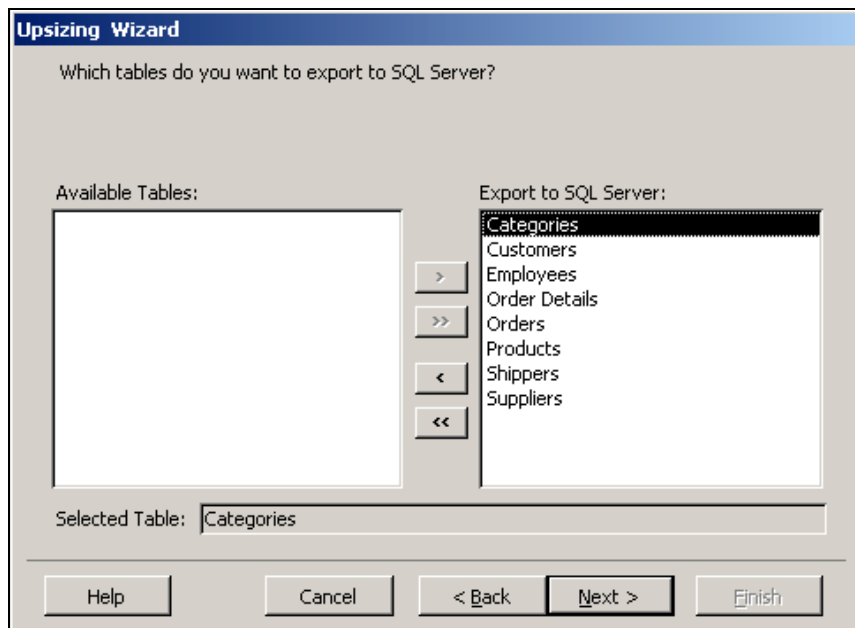 Upsizing Wizard
Which tables do you want to export to SQL Server?
Available Tables:
Export to SQL Server:
Categories
Customers
Employees
Order Details
Orders
Products
Shippers
Suppliers
>
>>
<
<<
Selected Table: Categories
Help Cancel < Back Next > Finish